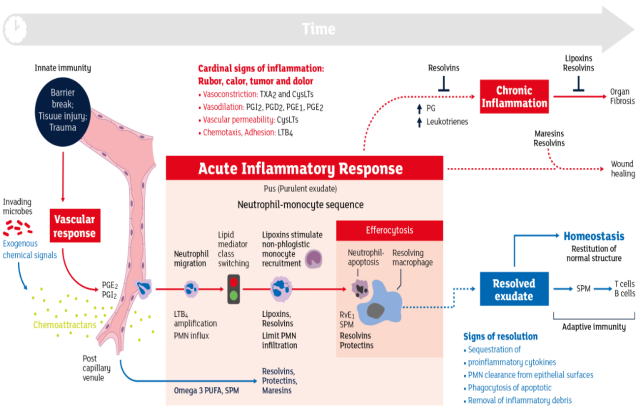 Time
Innate immunity
Barrier
break;
Tissue injury;
Trauma
Cardinal signs of inflammation:
Rubor, calor, tumor and dolor
• Vasoconstriction: TXA2 and CysLTs
• Vasodilation: PGI2, PGD2, PGE1, PGE2
• Vascular permeability: CysLTs
• Chemotaxis, Adhesion: LTB4
Resolvins
Lipoxins
Resolvins
Chronic
Inflammation
Organ
Fibrosis
PG
Leukotrienes
Maresins
Resolvins
Wound
healing
Acute Inflammatory Response
Pus (Purulent exudate)
Neutrophil-monocyte sequence
Invading
microbes
Exogenous
chemical signals
Vascular
response
PGE2
PGI2
Chemoattractans
Post
capillary
venule
Neutrophil
migration
Lipid
mediator
class
switching
Lipoxins stimulate
non-phlogistic
monocyte
recruitment
Efferocytosis
Neutrophil-
apoptosis
Resolving
macrophage
LTB4
amplification
PMN influx
Lipoxins,
Resolvins
Limit PMN
infiltration
RvE1
SPM
Resolvins
Protectins
Omega 3 PUFA, SPM
Resolvins,
Protectins,
Maresins
Homeostasis
Restitution of
normal structure
Resolved
exudate
SPM
T cells
B cells
Adaptive immunity
Signs of resolution
• Sequestration of
• proinflammatory cytokines
• PMN clearance from epithelial surfaces
• Phagocytosis of apoptotic
• Removal of inflammatory debris